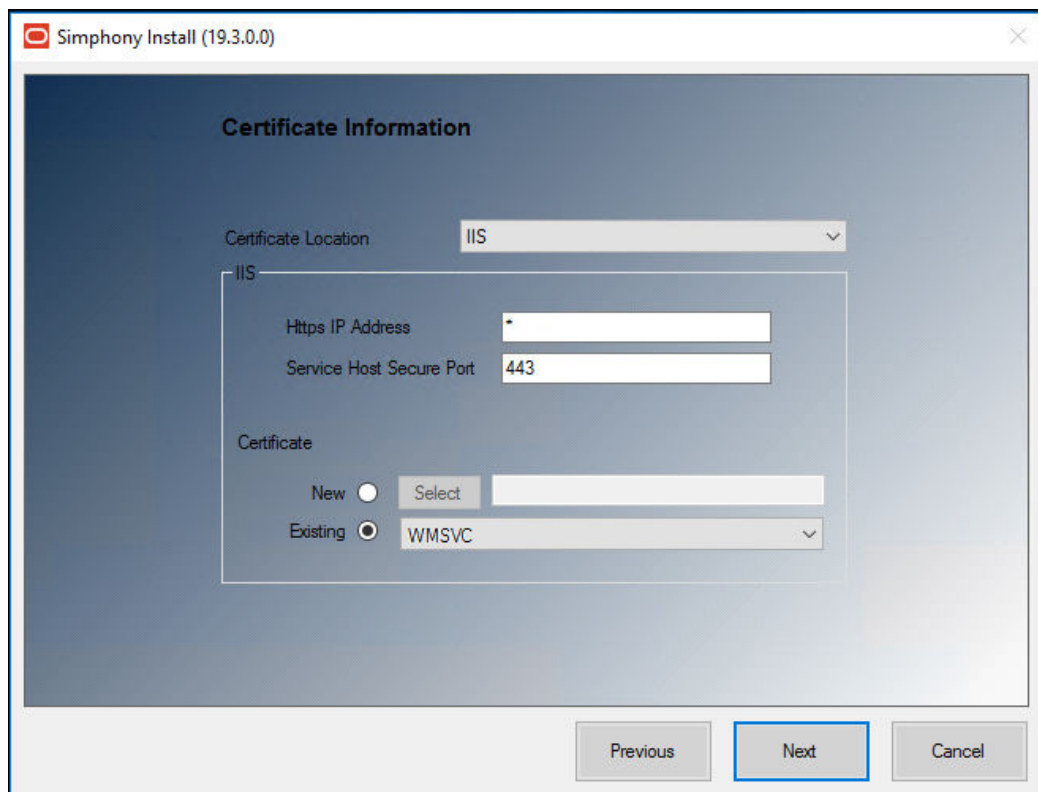 Simphony Install (19.3.0.0)
Certificate Information
Certificate Location IIS
IIS
Https IP Address *
Service Host Secure Port 443
Certificate
New Select
Existing WMSVC
Previous Next Cancel